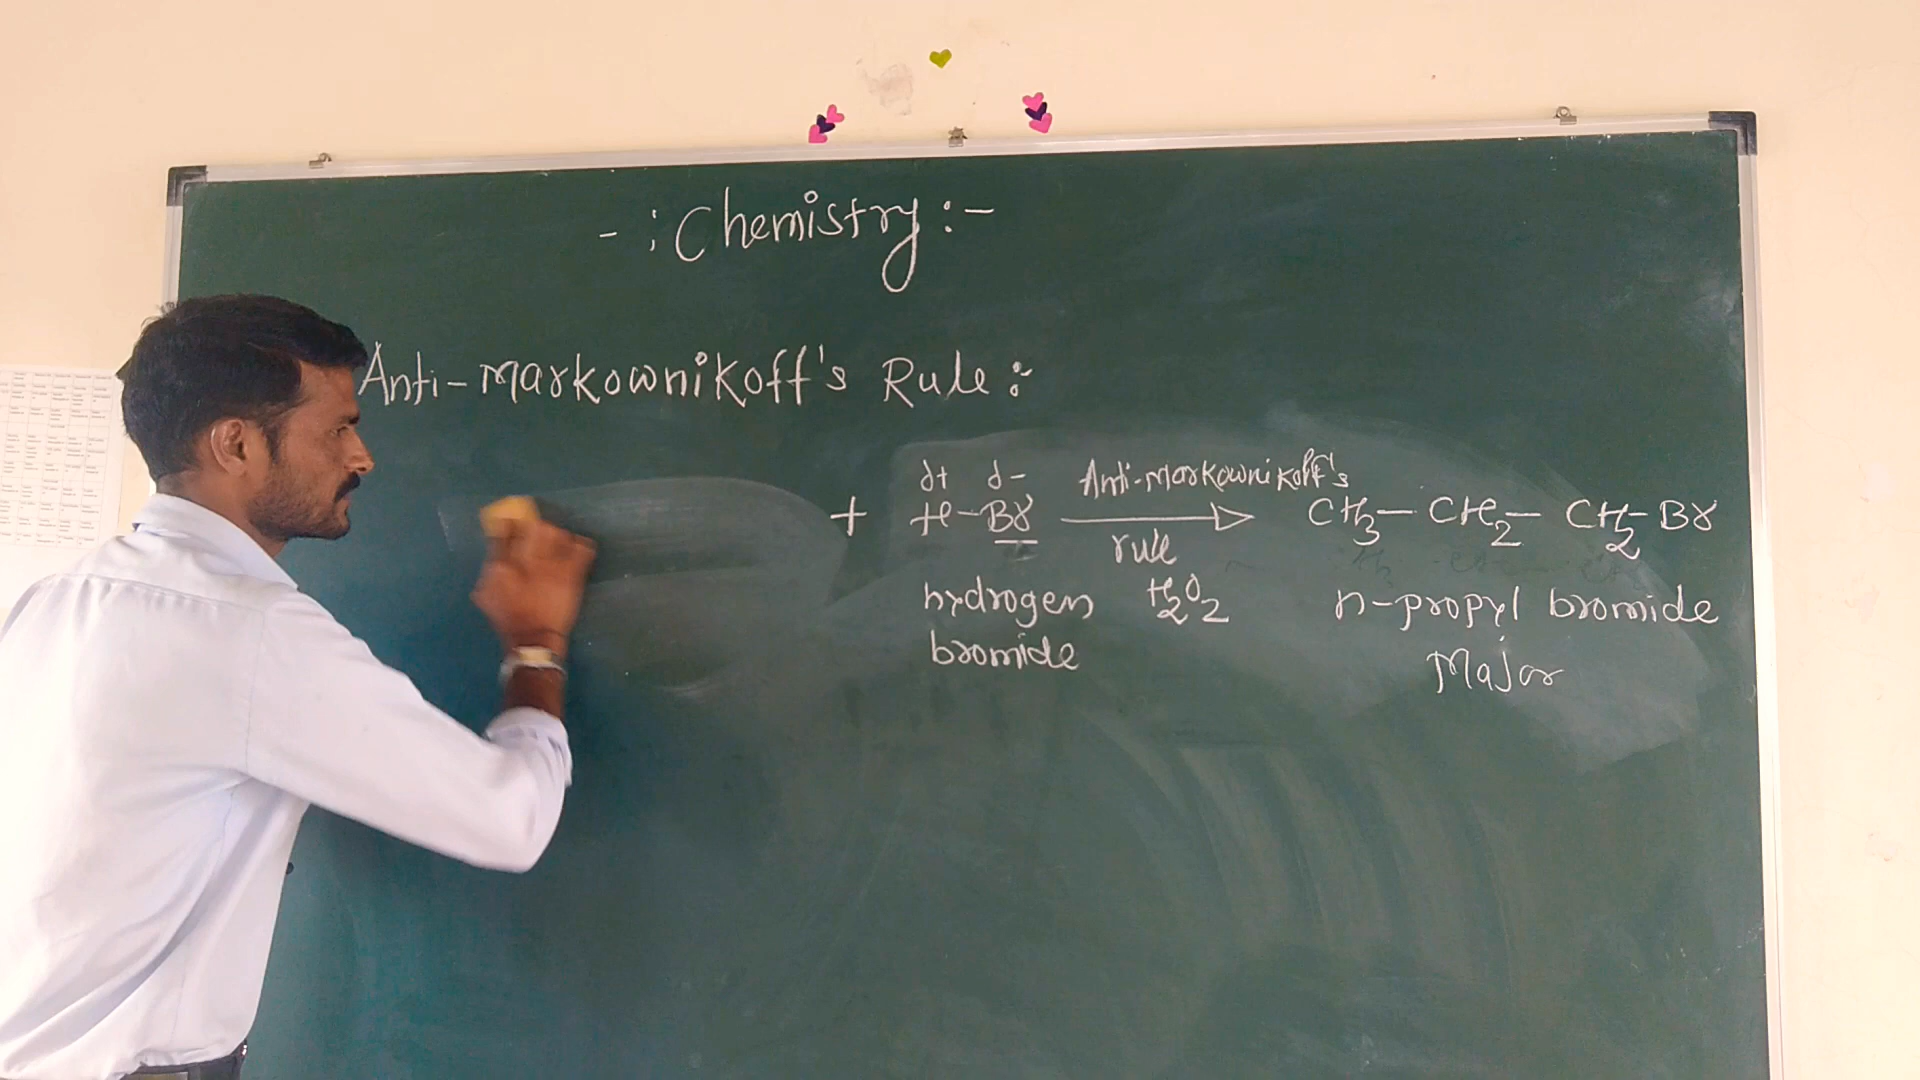 - : Chemistry : -
Anti-Markownikoff's Rule :-
δ+ δ- Anti-Markownikoff's
+ H-Br → CH3 - CH2 - CH2 - Br
rule
hydrogen H2O2 n-propyl bromide
bromide Major